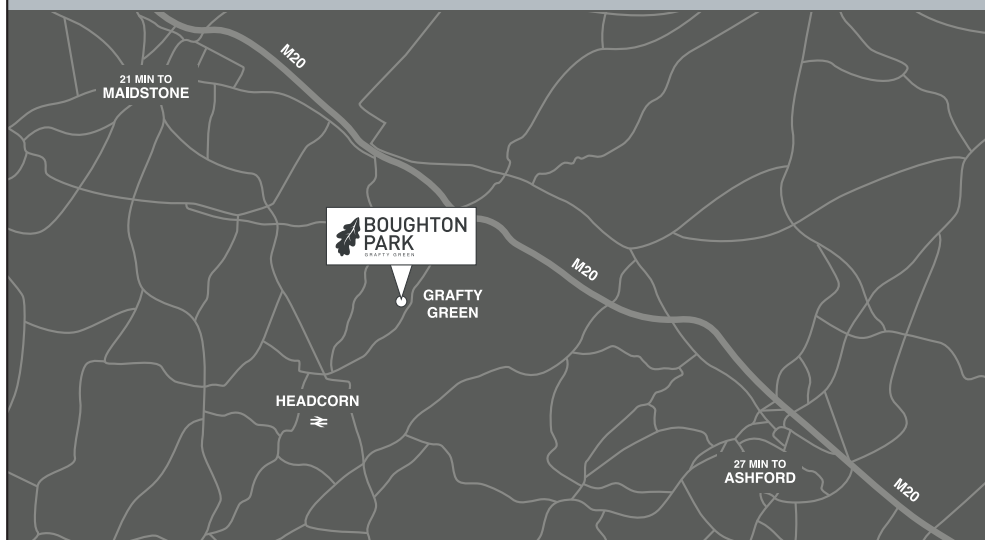 M20
21 MIN TO
MAIDSTONE
BOUGHTON
PARK
GRAFTY GREEN
M20
GRAFTY
GREEN
HEADCORN
27 MIN TO
ASHFORD
M20